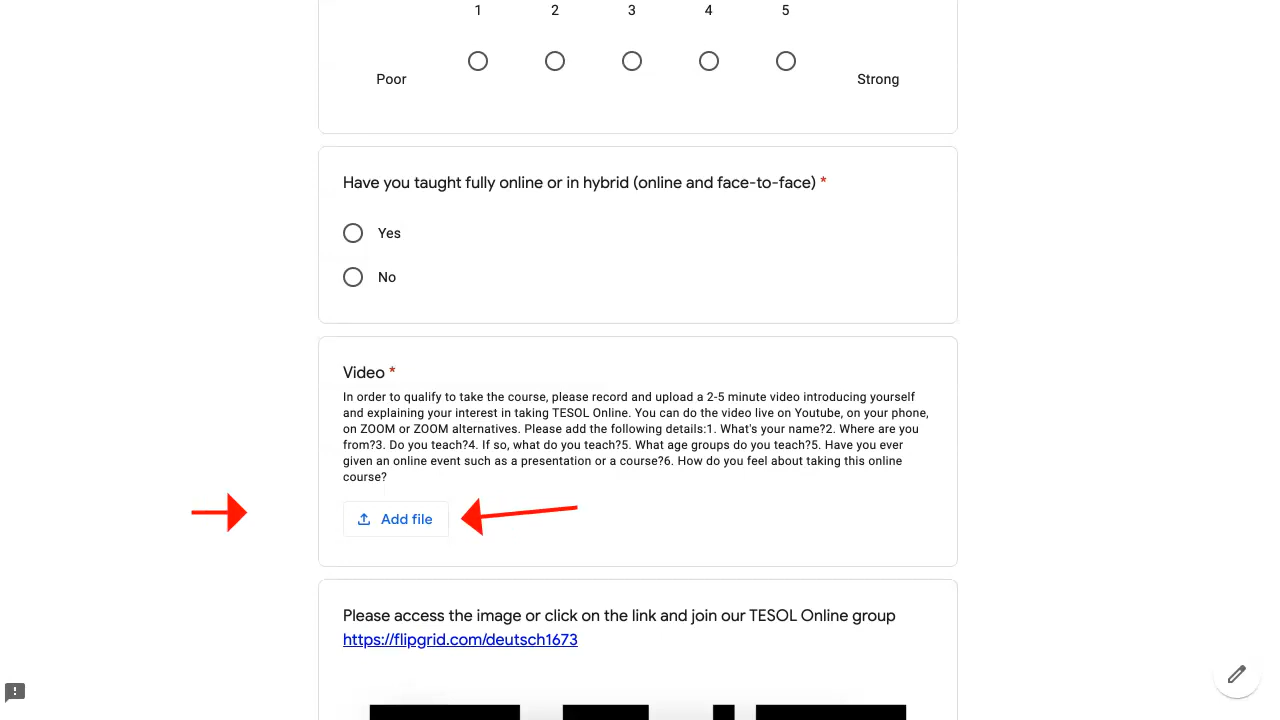 1 2 3 4 5
Poor Strong
Have you taught fully online or in hybrid (online and face-to-face) *
Yes
No
Video *
In order to qualify to take the course, please record and upload a 2-5 minute video introducing yourself
and explaining your interest in taking TESOL Online. You can do the video live on Youtube, on your phone,
on ZOOM or ZOOM alternatives. Please add the following details:1. What's your name?2. Where are you
from?3. Do you teach?4. If so, what do you teach?5. What age groups do you teach?5. Have you ever
given an online event such as a presentation or a course?6. How do you feel about taking this online
course?
Add file
Please access the image or click on the link and join our TESOL Online group
https://flipgrid.com/deutsch1673